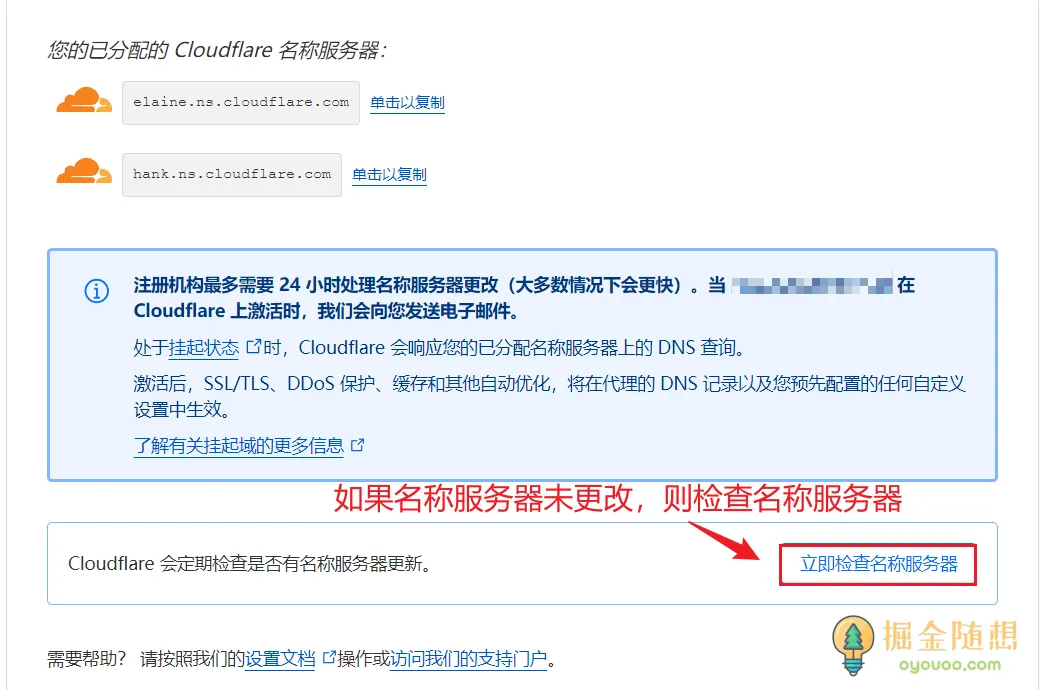 您的已分配的 Cloudflare 名称服务器：
elaine.ns.cloudflare.com 单击以复制
hank.ns.cloudflare.com 单击以复制
注册机构最多需要 24 小时处理名称服务器更改（大多数情况下会更快）。当 在
Cloudflare 上激活时，我们会向您发送电子邮件。
处于挂起状态时，Cloudflare 会响应您的已分配名称服务器上的 DNS 查询。
激活后，SSL/TLS、DDoS 保护、缓存和其他自动优化，将在代理的 DNS 记录以及您预先配置的任何自定义
设置中生效。
了解有关挂起域的更多信息
如果名称服务器未更改，则检查名称服务器
Cloudflare 会定期检查是否有名称服务器更新。
立即检查名称服务器
需要帮助？ 请按照我们的设置文档操作或访问我们的支持门户。
掘金随想
oyouoo.com